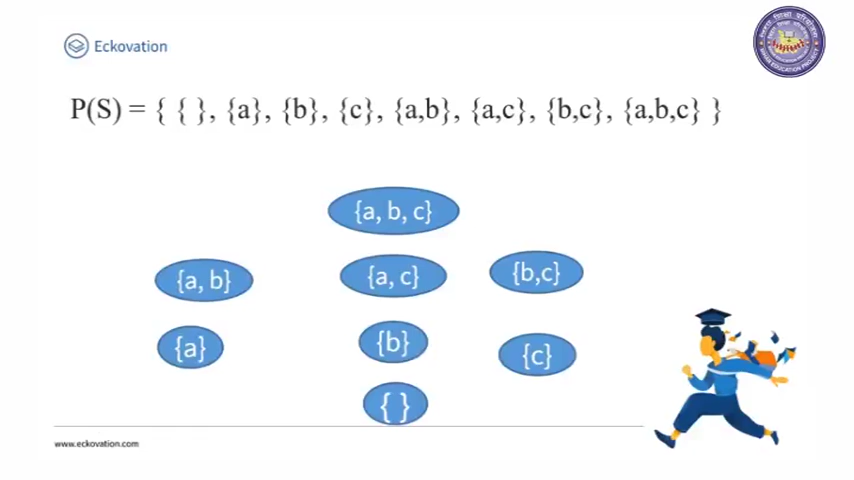 Eckovation
P(S) = { { }, {a}, {b}, {c}, {a,b}, {a,c}, {b,c}, {a,b,c} }
{a, b, c}
{a, b} {a, c} {b,c}
{a} {b} {c}
{ }
www.eckovation.com